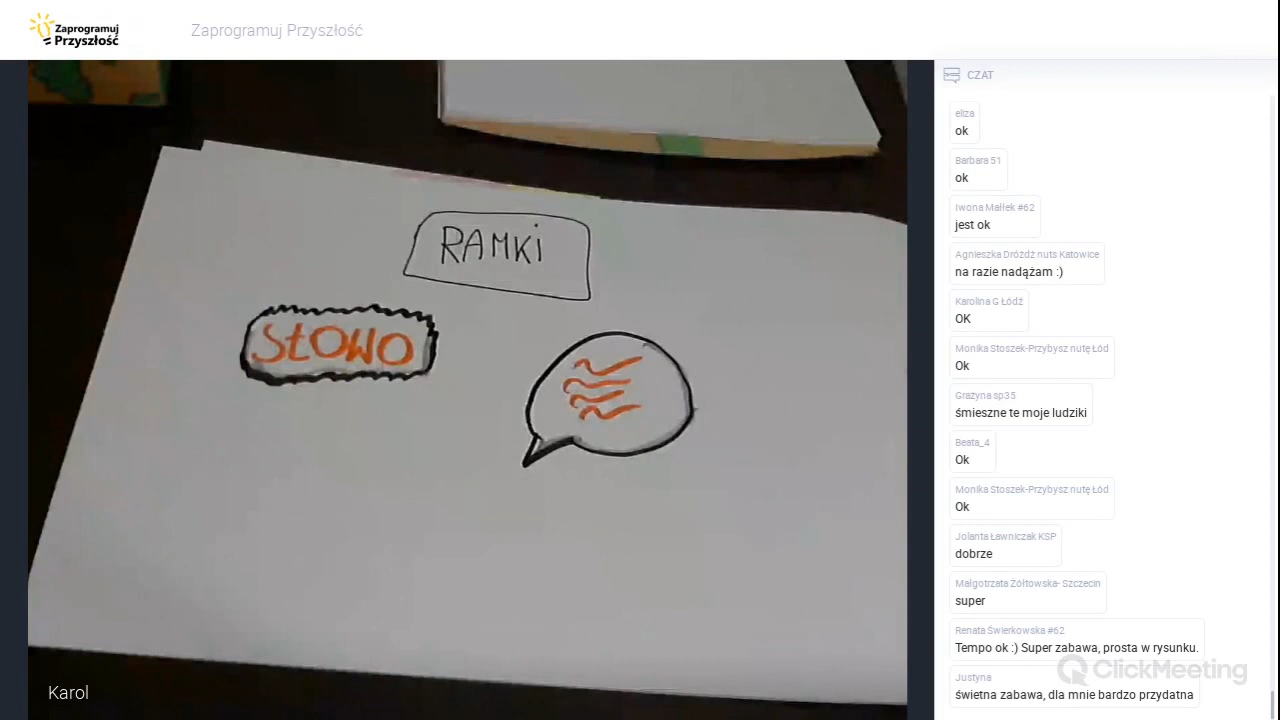 Zaprogramuj
Przyszłość
Zaprogramuj Przyszłość
RAMKi
SŁOWO
Karol
CZAT
eliza
ok
Barbara 51
ok
Iwona Małłek #62
jest ok
Agnieszka Dróżdż nuts Katowice
na razie nadążam :)
Karolina G Łódź
OK
Monika Stoszek-Przybysz nutę Łód
Ok
Grażyna sp35
śmieszne te moje ludziki
Beata_4
Ok
Monika Stoszek-Przybysz nutę Łód
Ok
Jolanta Ławniczak KSP
dobrze
Małgotrzata Żółtowska- Szczecin
super
Renata Świerkowska #62
Tempo ok :) Super zabawa, prosta w rysunku.
ClickMeeting
Justyna
świetna zabawa, dla mnie bardzo przydatna